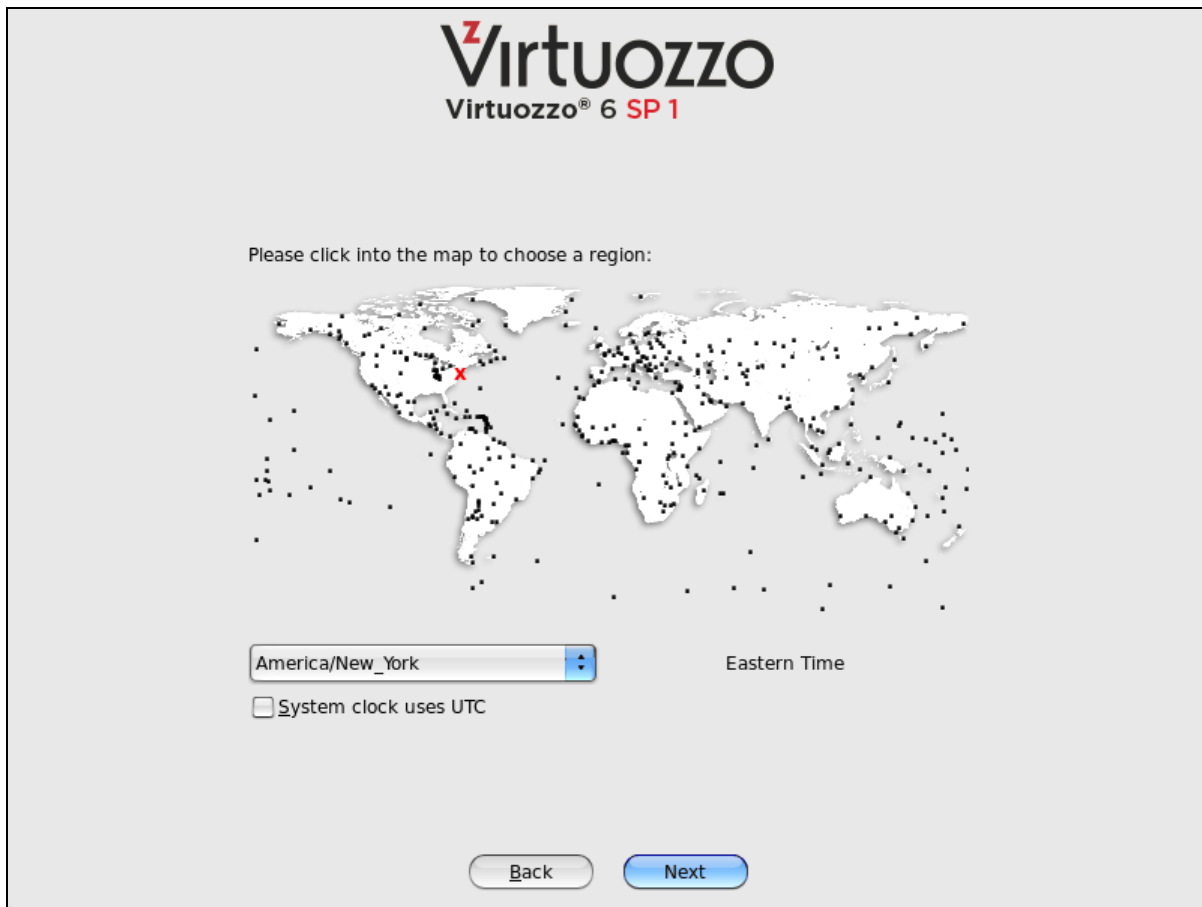 Virtuozzo
Virtuozzo® 6 SP 1
Please click into the map to choose a region:
x
America/New_York
Eastern Time
System clock uses UTC
Back
Next